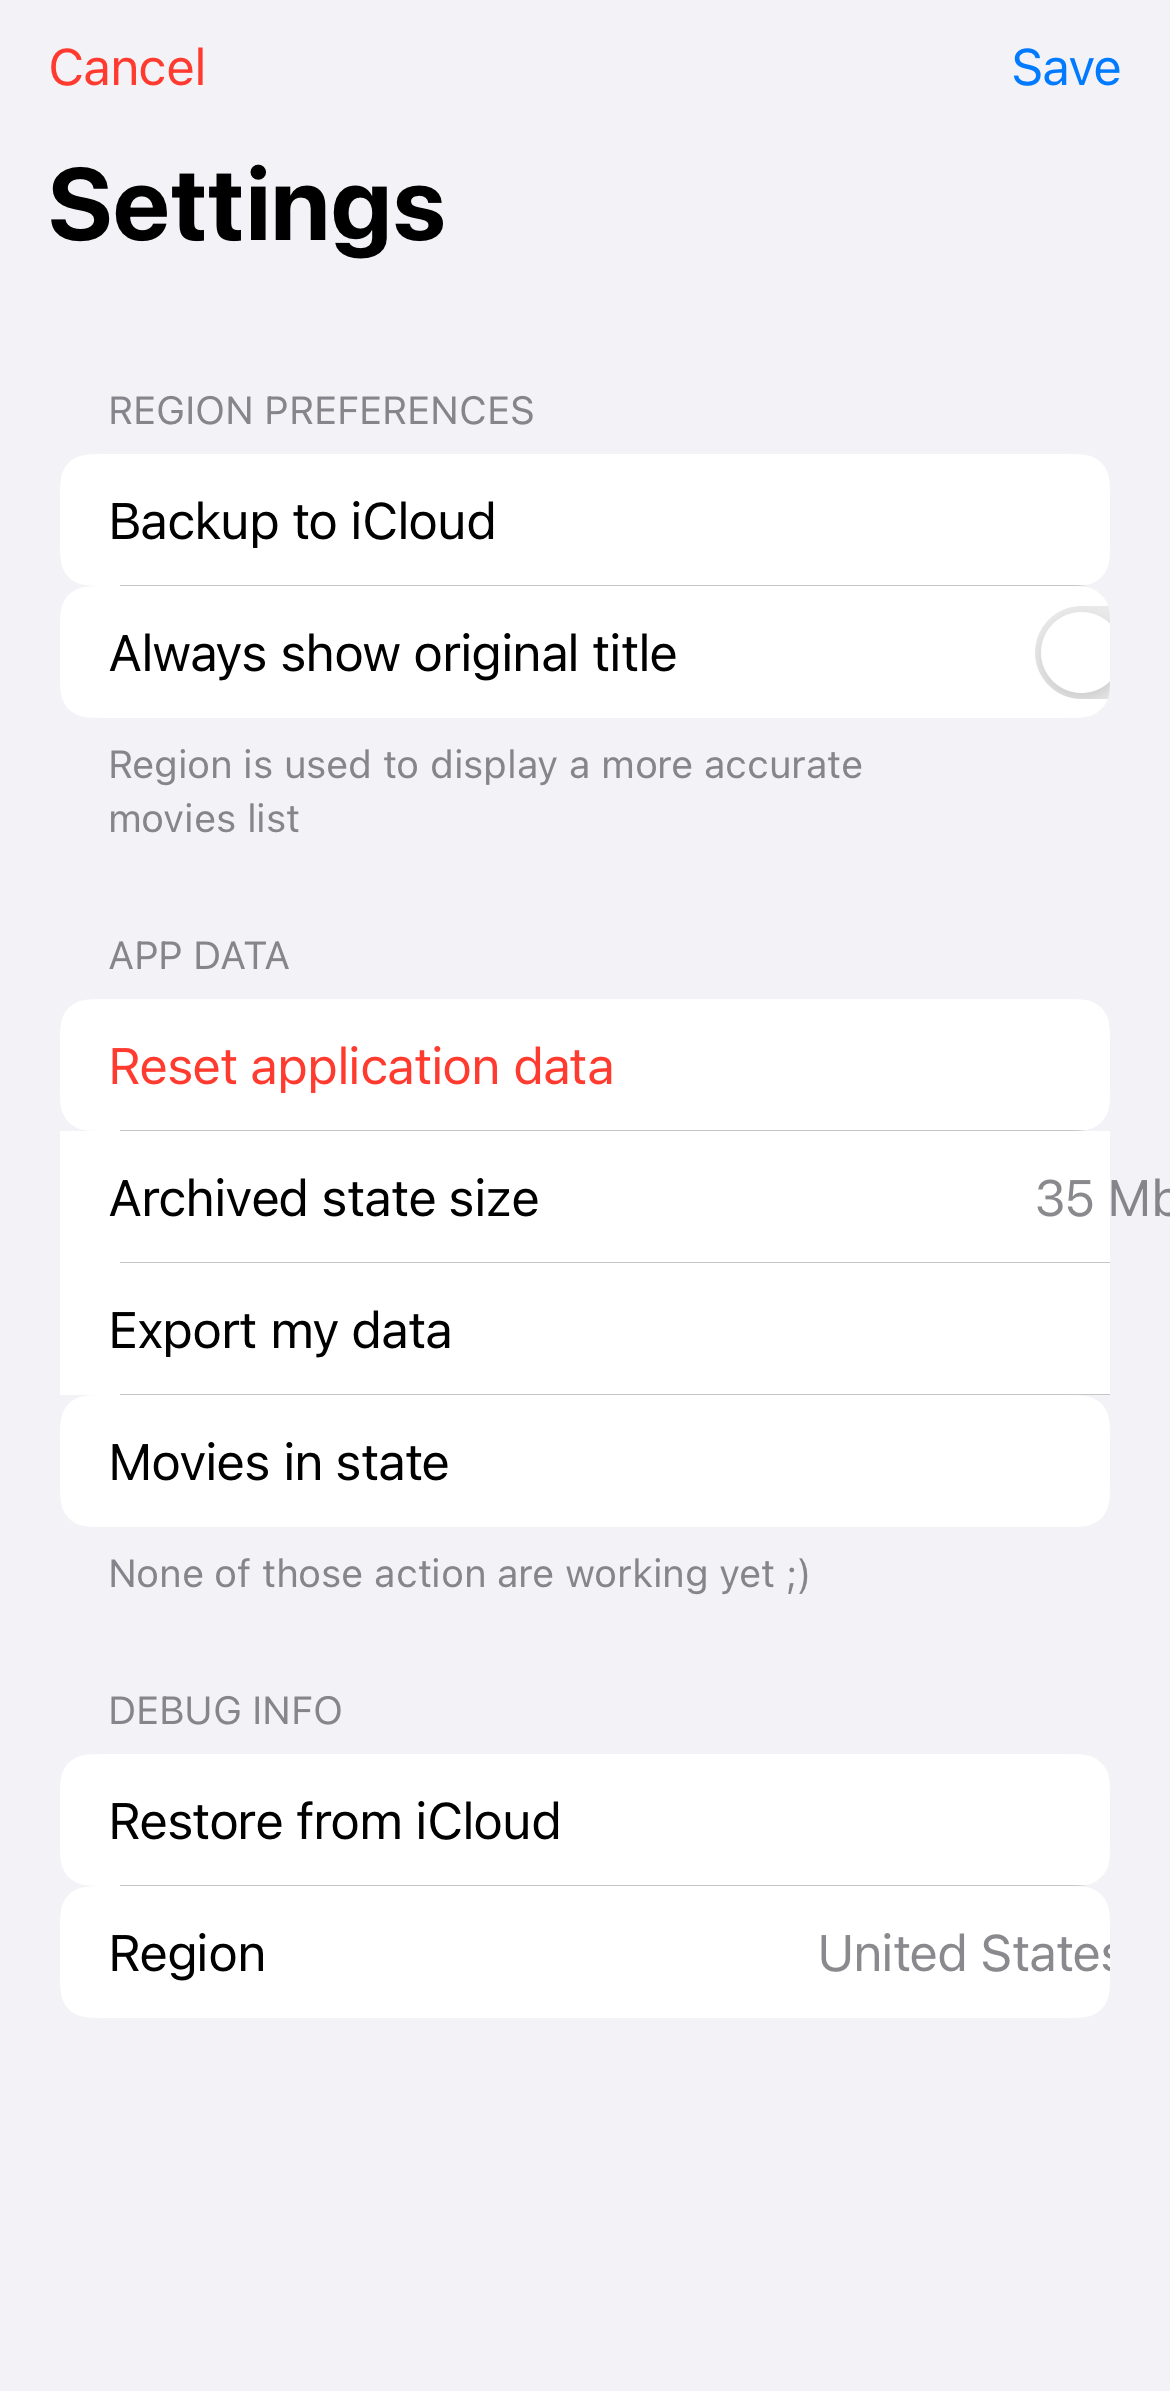 Cancel
Save
Settings
REGION PREFERENCES
Backup to iCloud
Always show original title
Region is used to display a more accurate
movies list
APP DATA
Reset application data
Archived state size
35 Mb
Export my data
Movies in state
None of those action are working yet ;)
DEBUG INFO
Restore from iCloud
Region
United States